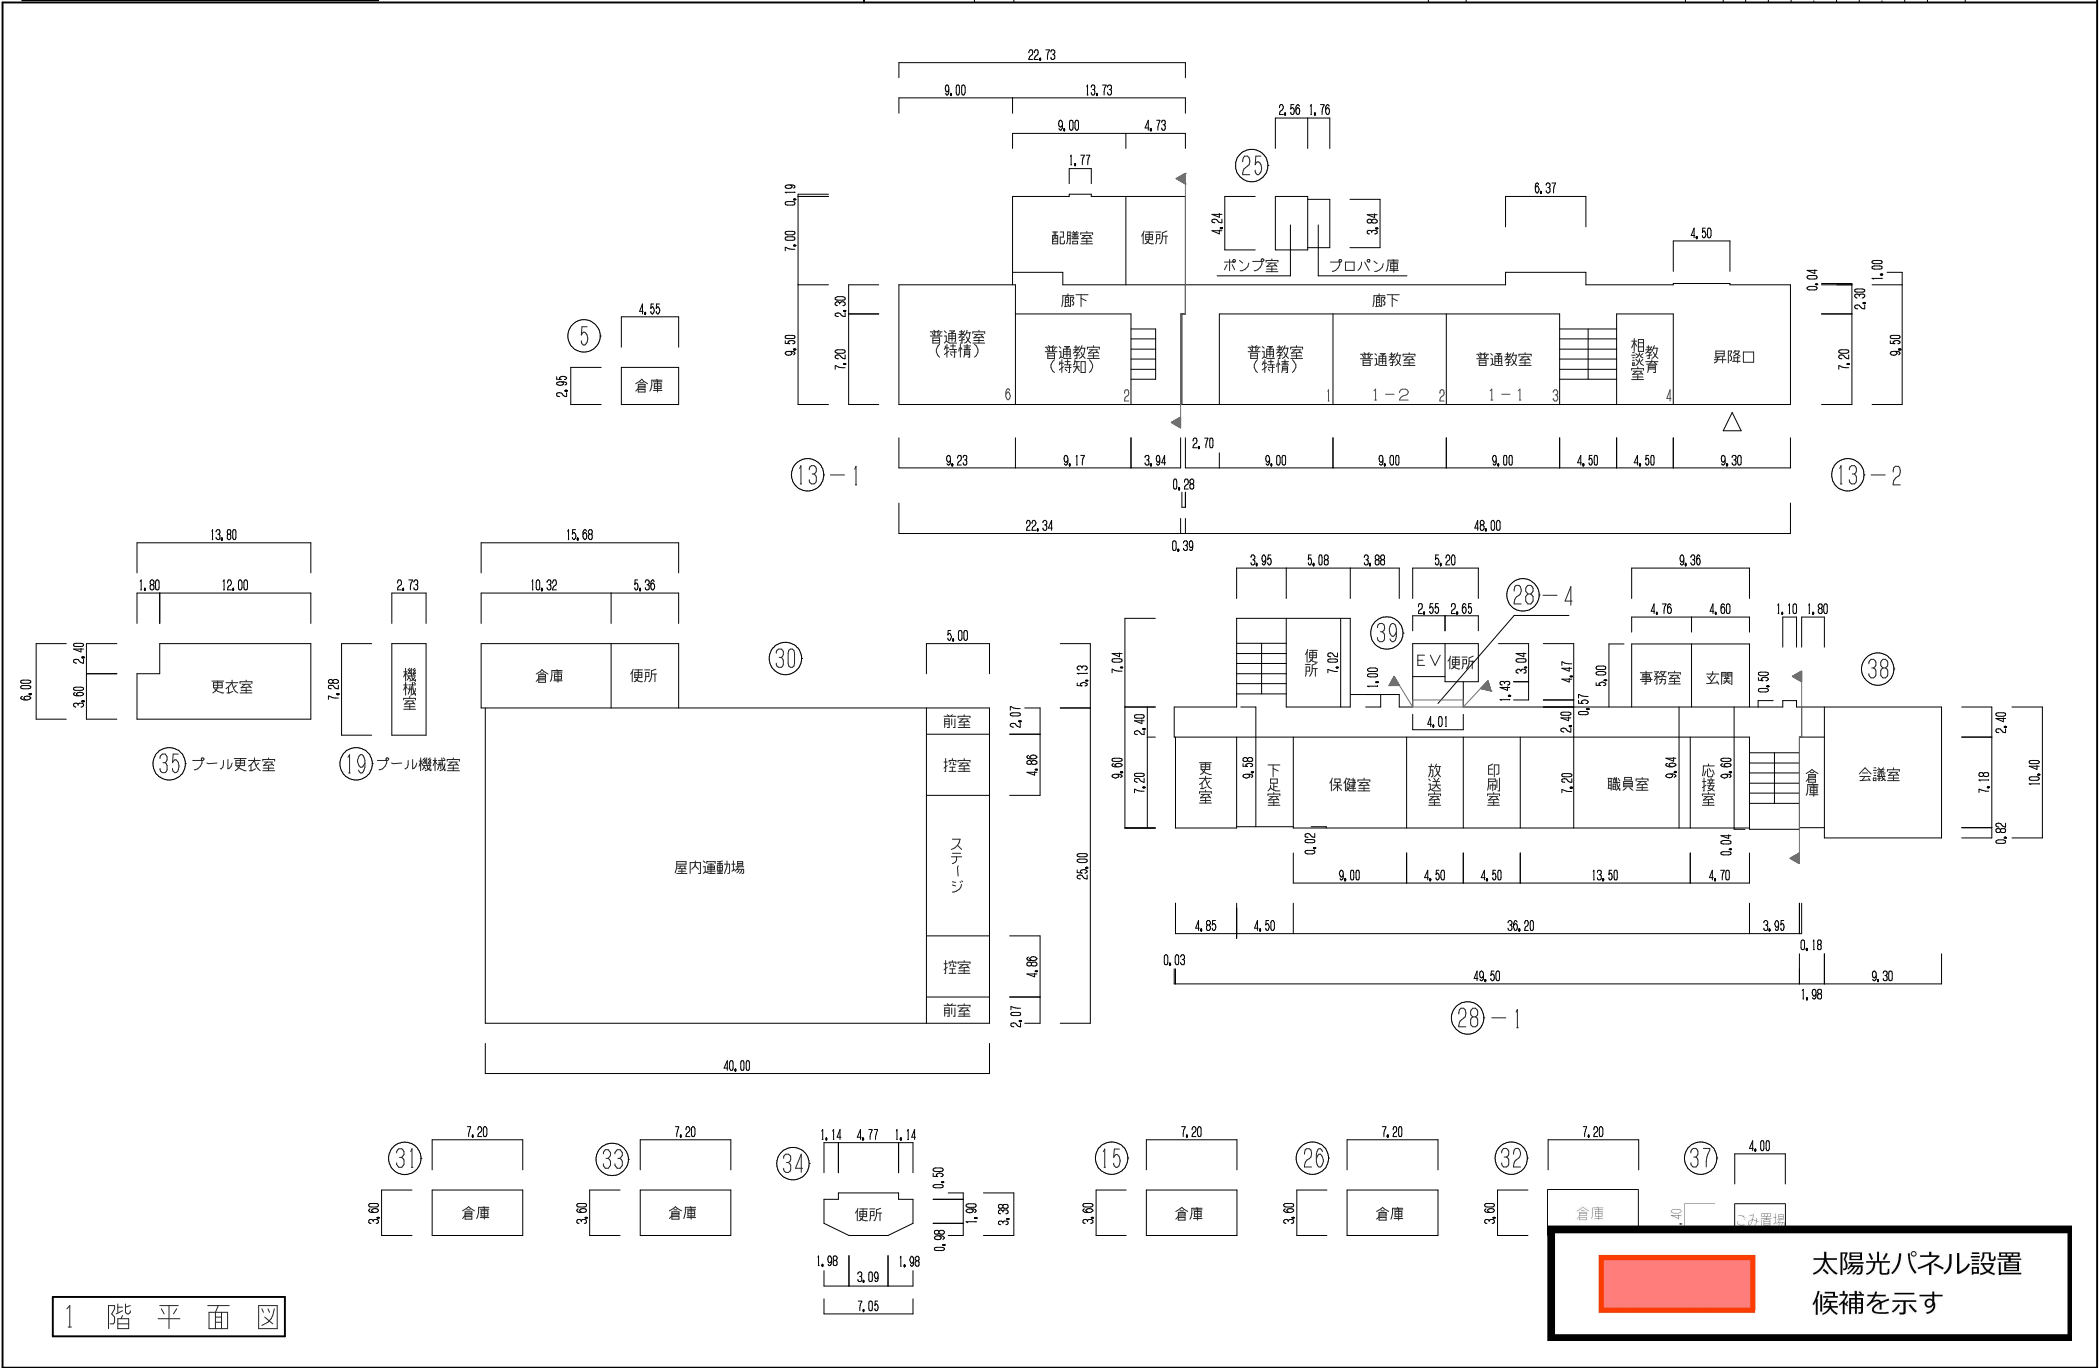 22.73
9.00 13.73
9.00 4.73
2.56 1.76
1.77
25
0.19
7.00
4.24
3.84
6.37
4.50
配膳室 便所
ポンプ室 プロパン庫
0.04
1.00
廊下 廊下
2.30
2.30
4.55
5
2.95
倉庫
9.50
7.20
普通教室
(特情)
6
普通教室
(特知)
2
普通教室
(特情)
1
普通教室
1-2 2
普通教室
1-1 3
相談室
教育
4
昇降口
7.20
9.50
2.70
9.23 9.17 3.94 9.00 9.00 9.00 4.50 4.50 9.30
13-1
13-2
0.28
22.34 48.00
0.39
13.80
1.80 12.00
2.73
15.68
10.32 5.36
6.00
2.40
3.60
更衣室
7.28
機械室
倉庫 便所
30
5.00
5.13
35 プール更衣室
19 プール機械室
前室
控室
ステージ
控室
前室
屋内運動場
2.07
4.86
25.00
4.86
2.07
40.00
3.95 5.08 3.88 5.20 9.36
28-4
2.55 2.65
4.76 4.60
1.10 1.80
39
38
7.04
便所
7.02
1.00
EV 便所
3.04
1.43
4.47
0.57
5.00
事務室 玄関
0.50
4.01
2.40
2.40
2.40
9.60
7.20
更衣室
9.58
下足室
保健室
放送室
印刷室
7.20
職員室
9.64
応接室
9.60
倉庫
会議室
7.18
10.40
0.82
0.02
0.04
9.00 4.50 4.50 13.50 4.70
4.85 4.50 36.20 3.95
0.18
0.03
49.50 9.30
1.98
28-1
31
7.20
3.60
倉庫
33
7.20
3.60
倉庫
34
1.14 4.77 1.14
便所
0.50
1.90
3.38
0.98
1.98 3.09 1.98
7.05
15
7.20
3.60
倉庫
26
7.20
3.60
倉庫
32
7.20
3.60
倉庫
37
4.00
.40
ごみ置場
太陽光パネル設置
候補を示す
1階平面図